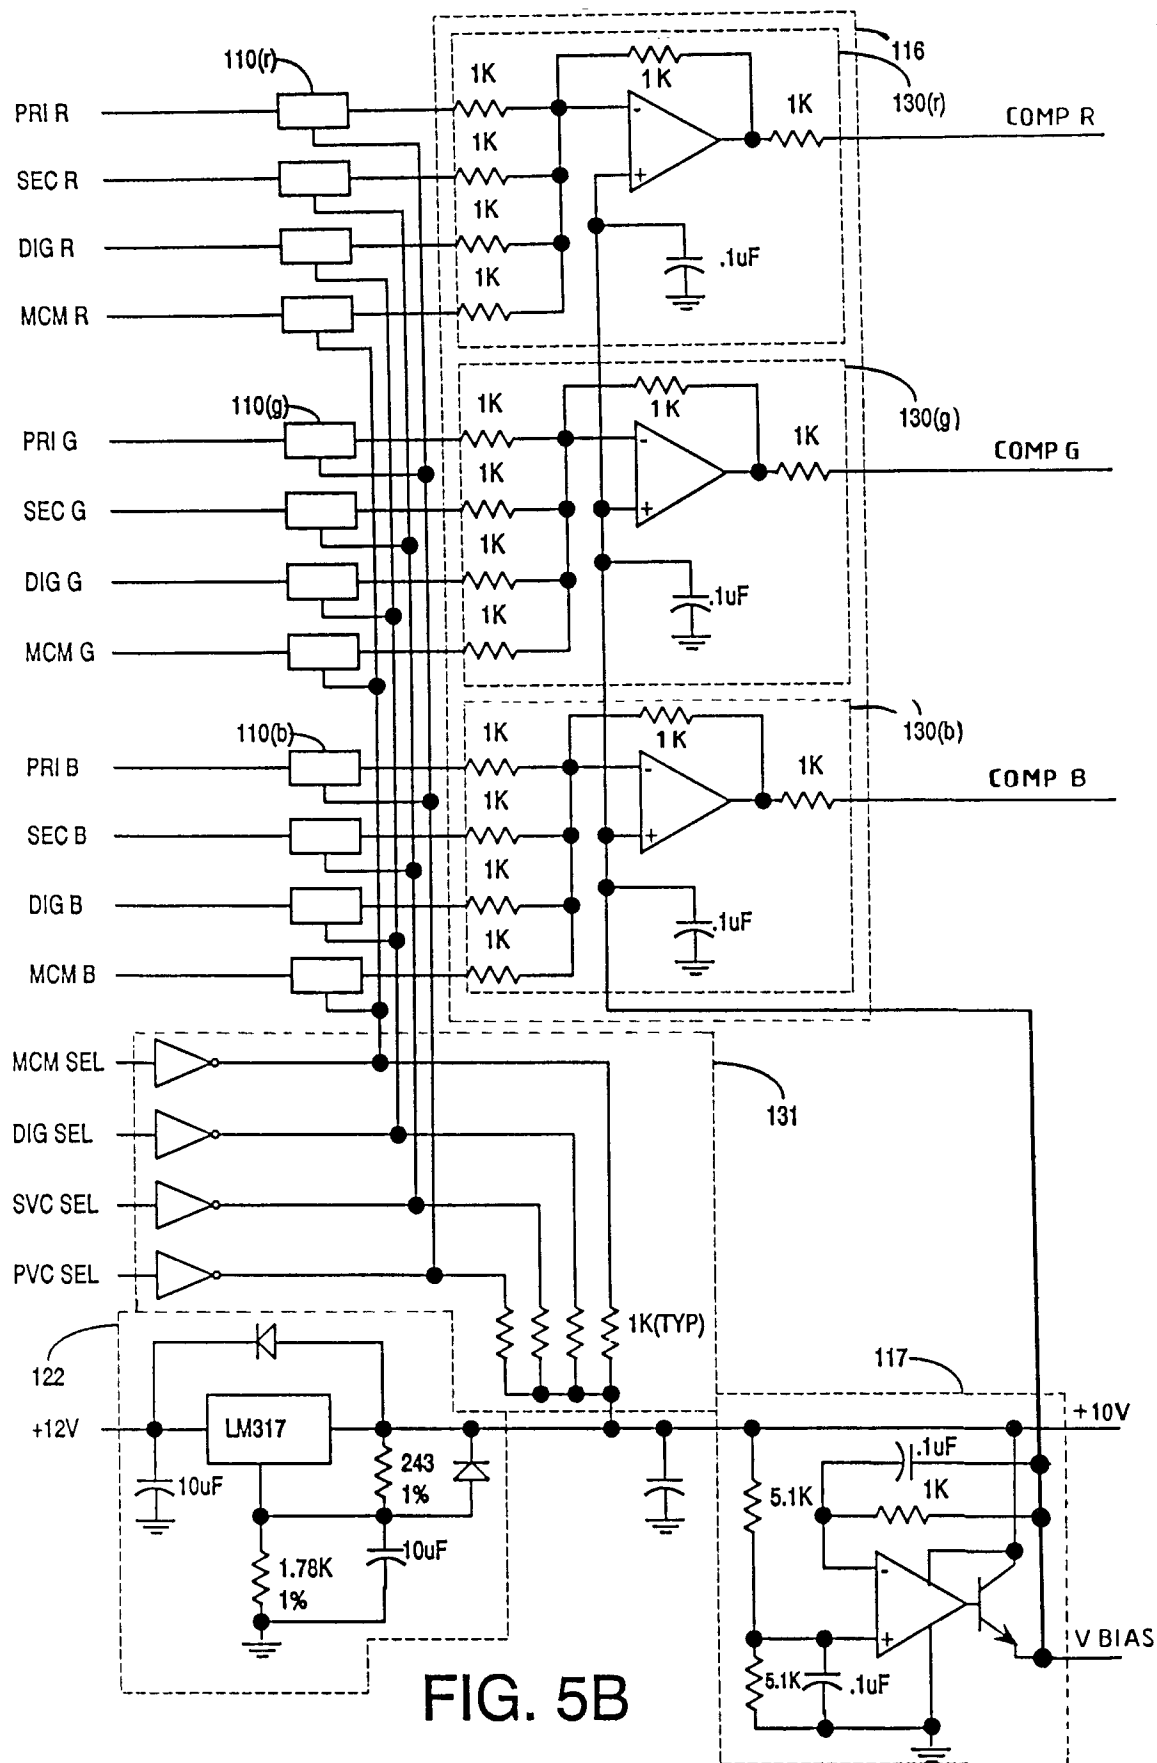 110(r)
116
130(r)
PRI R
1K
1K
1K
COMP R
SEC R
1K
DIG R
1K
MCM R
1K
.1uF
- +
110(g)
130(g)
PRI G
1K
1K
1K
COMP G
SEC G
1K
DIG G
1K
MCM G
1K
.1uF
- +
110(b)
130(b)
PRI B
1K
1K
1K
COMP B
SEC B
1K
DIG B
1K
MCM B
1K
.1uF
- +
MCM SEL
131
DIG SEL
SVC SEL
PVC SEL
1K(TYP)
122
117
+12V
LM317
+10V
10uF
243
1%
10uF
1.78K
1%
5.1K
.1uF
1K
- +
V BIAS
5.1K
.1uF
FIG. 5B